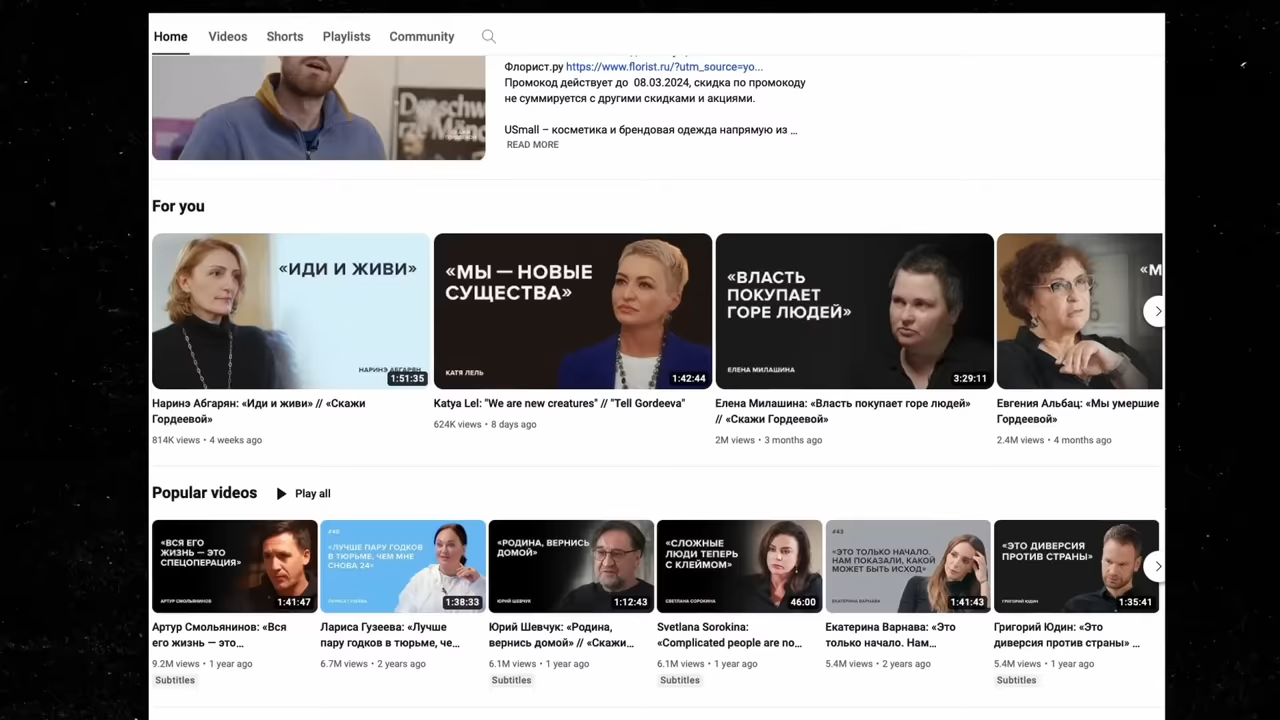 Home Videos Shorts Playlists Community
Флорист.ру https://www.florist.ru/?utm_source=yo...
Промокод действует до 08.03.2024, скидка по промокоду
не суммируется с другими скидками и акциями.
USmall – косметика и брендовая одежда напрямую из ...
READ MORE
For you
«ИДИ И ЖИВИ»
НАРИНЭ АБГАРЯН
1:51:35
«МЫ — НОВЫЕ
СУЩЕСТВА»
КАТЯ ЛЕЛЬ
1:42:44
«ВЛАСТЬ
ПОКУПАЕТ
ГОРЕ ЛЮДЕЙ»
ЕЛЕНА МИЛАШИНА
3:29:11
«М
Наринэ Абгарян: «Иди и живи» // «Скажи
Гордеевой»
814K views • 4 weeks ago
Katya Lel: "We are new creatures" // "Tell Gordeeva"
624K views • 8 days ago
Елена Милашина: «Власть покупает горе людей»
// «Скажи Гордеевой»
2M views • 3 months ago
Евгения Альбац: «Мы умершие
Гордеевой»
2.4M views • 4 months ago
Popular videos Play all
«ВСЯ ЕГО
ЖИЗНЬ — ЭТО
СПЕЦОПЕРАЦИЯ»
АРТУР СМОЛЬЯНИНОВ
1:41:47
#40
«ЛУЧШЕ ПАРУ ГОДКОВ
В ТЮРЬМЕ, ЧЕМ МНЕ
СНОВА 24»
ЛАРИСА ГУЗЕЕВА
1:38:33
«РОДИНА, ВЕРНИСЬ
ДОМОЙ»
ЮРИЙ ШЕВЧУК
1:12:43
«СЛОЖНЫЕ
ЛЮДИ ТЕПЕРЬ
С КЛЕЙМОМ»
СВЕТЛАНА СОРОКИНА
46:00
#43
«ЭТО ТОЛЬКО НАЧАЛО.
НАМ ПОКАЗАЛИ, КАКОЙ
МОЖЕТ БЫТЬ ИСХОД»
ЕКАТЕРИНА ВАРНАВА
1:41:43
«ЭТО ДИВЕРСИЯ
ПРОТИВ СТРАНЫ»
ГРИГОРИЙ ЮДИН
1:35:41
Артур Смольянинов: «Вся
его жизнь — это...
9.2M views • 1 year ago
Subtitles
Лариса Гузеева: «Лучше
пару годков в тюрьме, че...
6.7M views • 2 years ago
Юрий Шевчук: «Родина,
вернись домой» // «Скажи...
6.1M views • 1 year ago
Subtitles
Svetlana Sorokina:
«Complicated people are no...
6.1M views • 1 year ago
Subtitles
Екатерина Варнава: «Это
только начало. Нам...
5.4M views • 2 years ago
Григорий Юдин: «Это
диверсия против страны» ...
5.4M views • 1 year ago
Subtitles